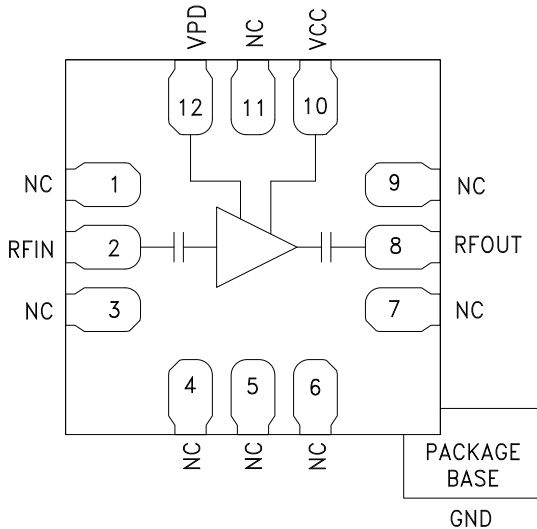 VPD NC VCC
12 11 10
NC 1 9 NC
RFIN 2 8 RFOUT
NC 3 7 NC
4 5 6
NC NC NC
PACKAGE
BASE
GND